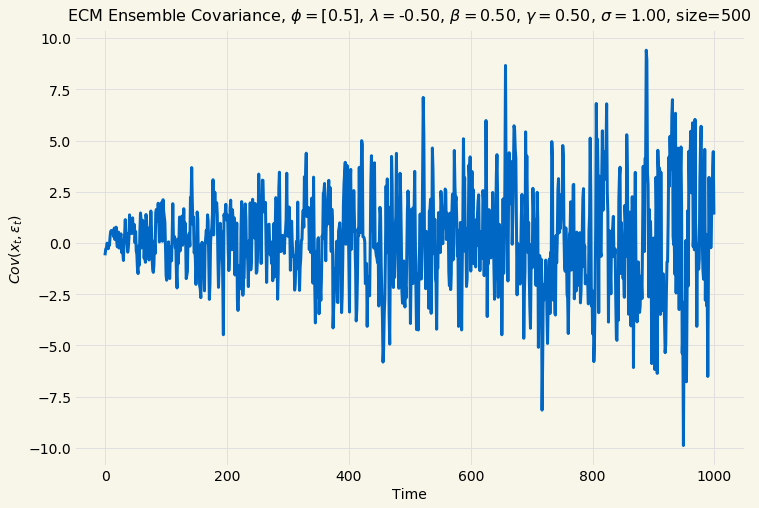 ECM Ensemble Covariance, $\phi = [0.5]$, $\lambda =$ -0.50, $\beta = 0.50$, $\gamma = 0.50$, $\sigma = 1.00$, size=500
10.0
7.5
5.0
2.5
0.0
−2.5
−5.0
−7.5
−10.0
$Cov(x_t, \varepsilon_t)$
0 200 400 600 800 1000
Time